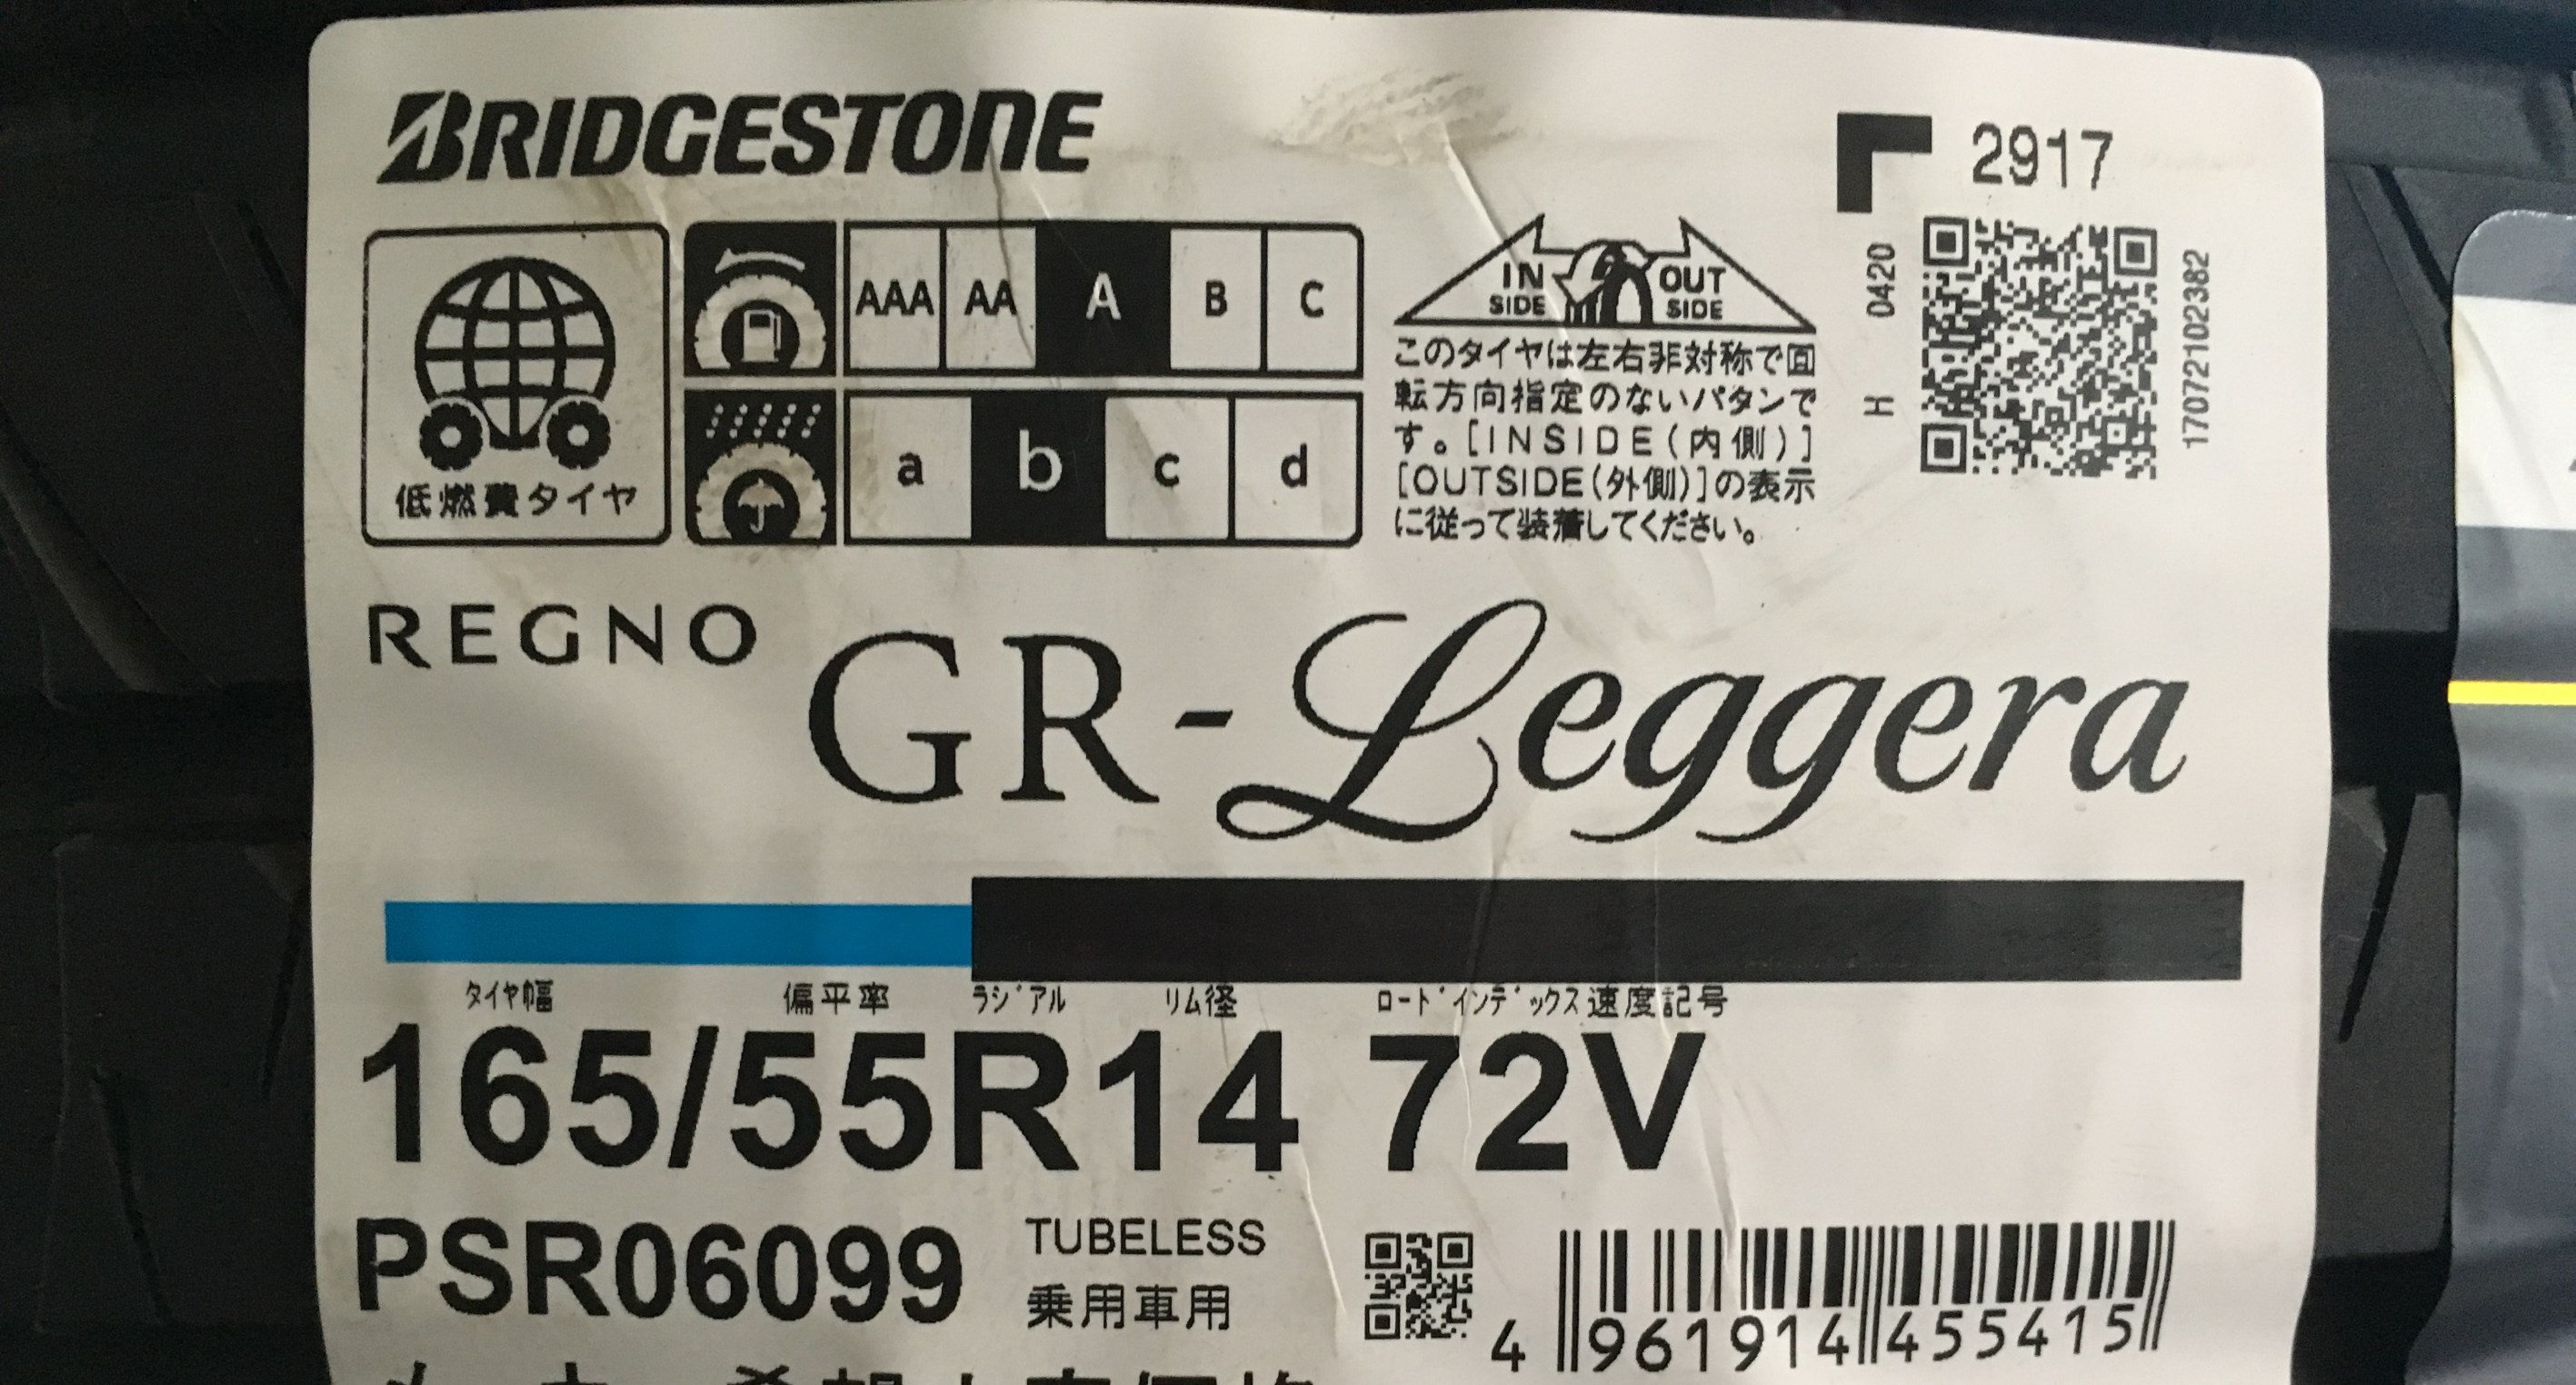 BRIDGESTONE
2917
AAA AA A B C
IN SIDE OUT SIDE
0420
H
1707210 2382
低燃費タイヤ
a b c d
このタイヤは左右非対称で回
転方向指定のないパタンで
す。[INSIDE(内側)]
[OUTSIDE(外側)]の表示
に従って装着してください。
REGNO
GR-Leggera
タイヤ幅 偏平率 ラジアル リム径 ロードインデックス 速度記号
165/55R14 72V
PSR06099
TUBELESS
乗用車用
4 961914 455415